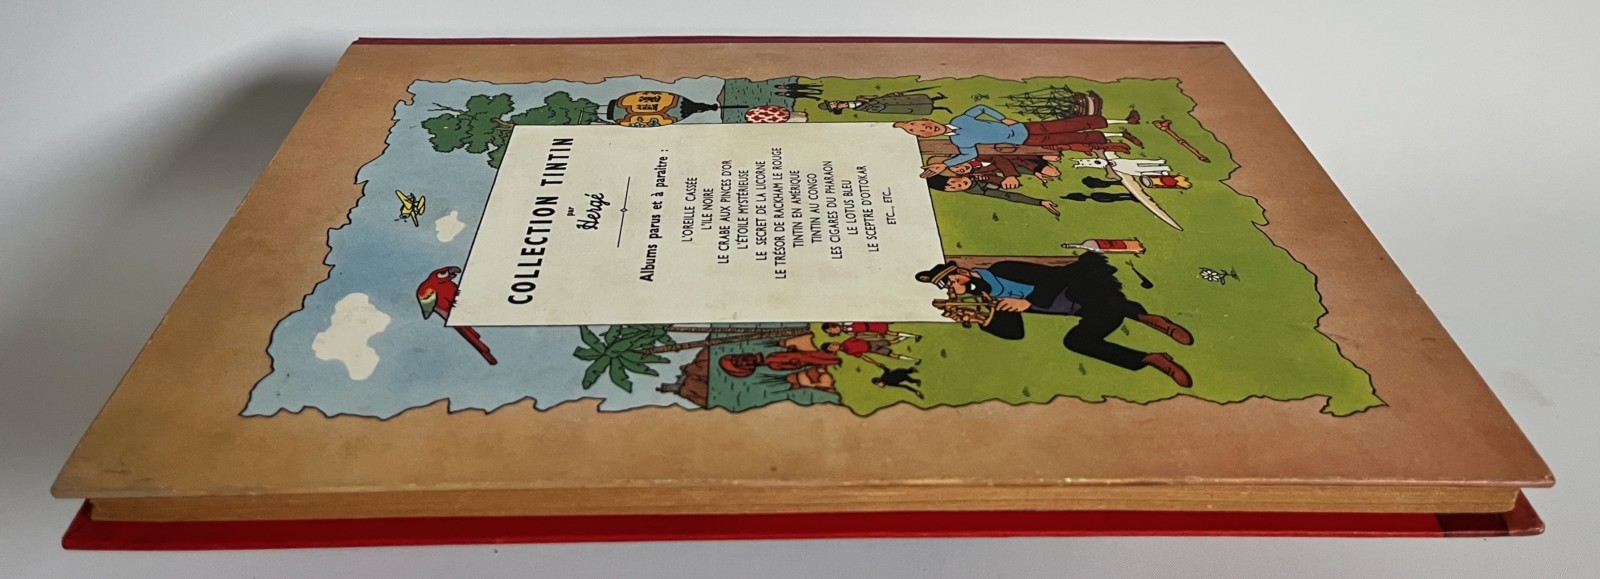 COLLECTION TINTIN
par
Hergé
Albums parus et à paraître :
L'OREILLE CASSÉE
L'ILE NOIRE
LE CRABE AUX PINCES D'OR
L'ÉTOILE MYSTÉRIEUSE
LE SECRET DE LA LICORNE
LE TRÉSOR DE RACKHAM LE ROUGE
TINTIN EN AMÉRIQUE
TINTIN AU CONGO
LES CIGARES DU PHARAON
LE LOTUS BLEU
LE SCEPTRE D'OTTOKAR
ETC..., ETC...